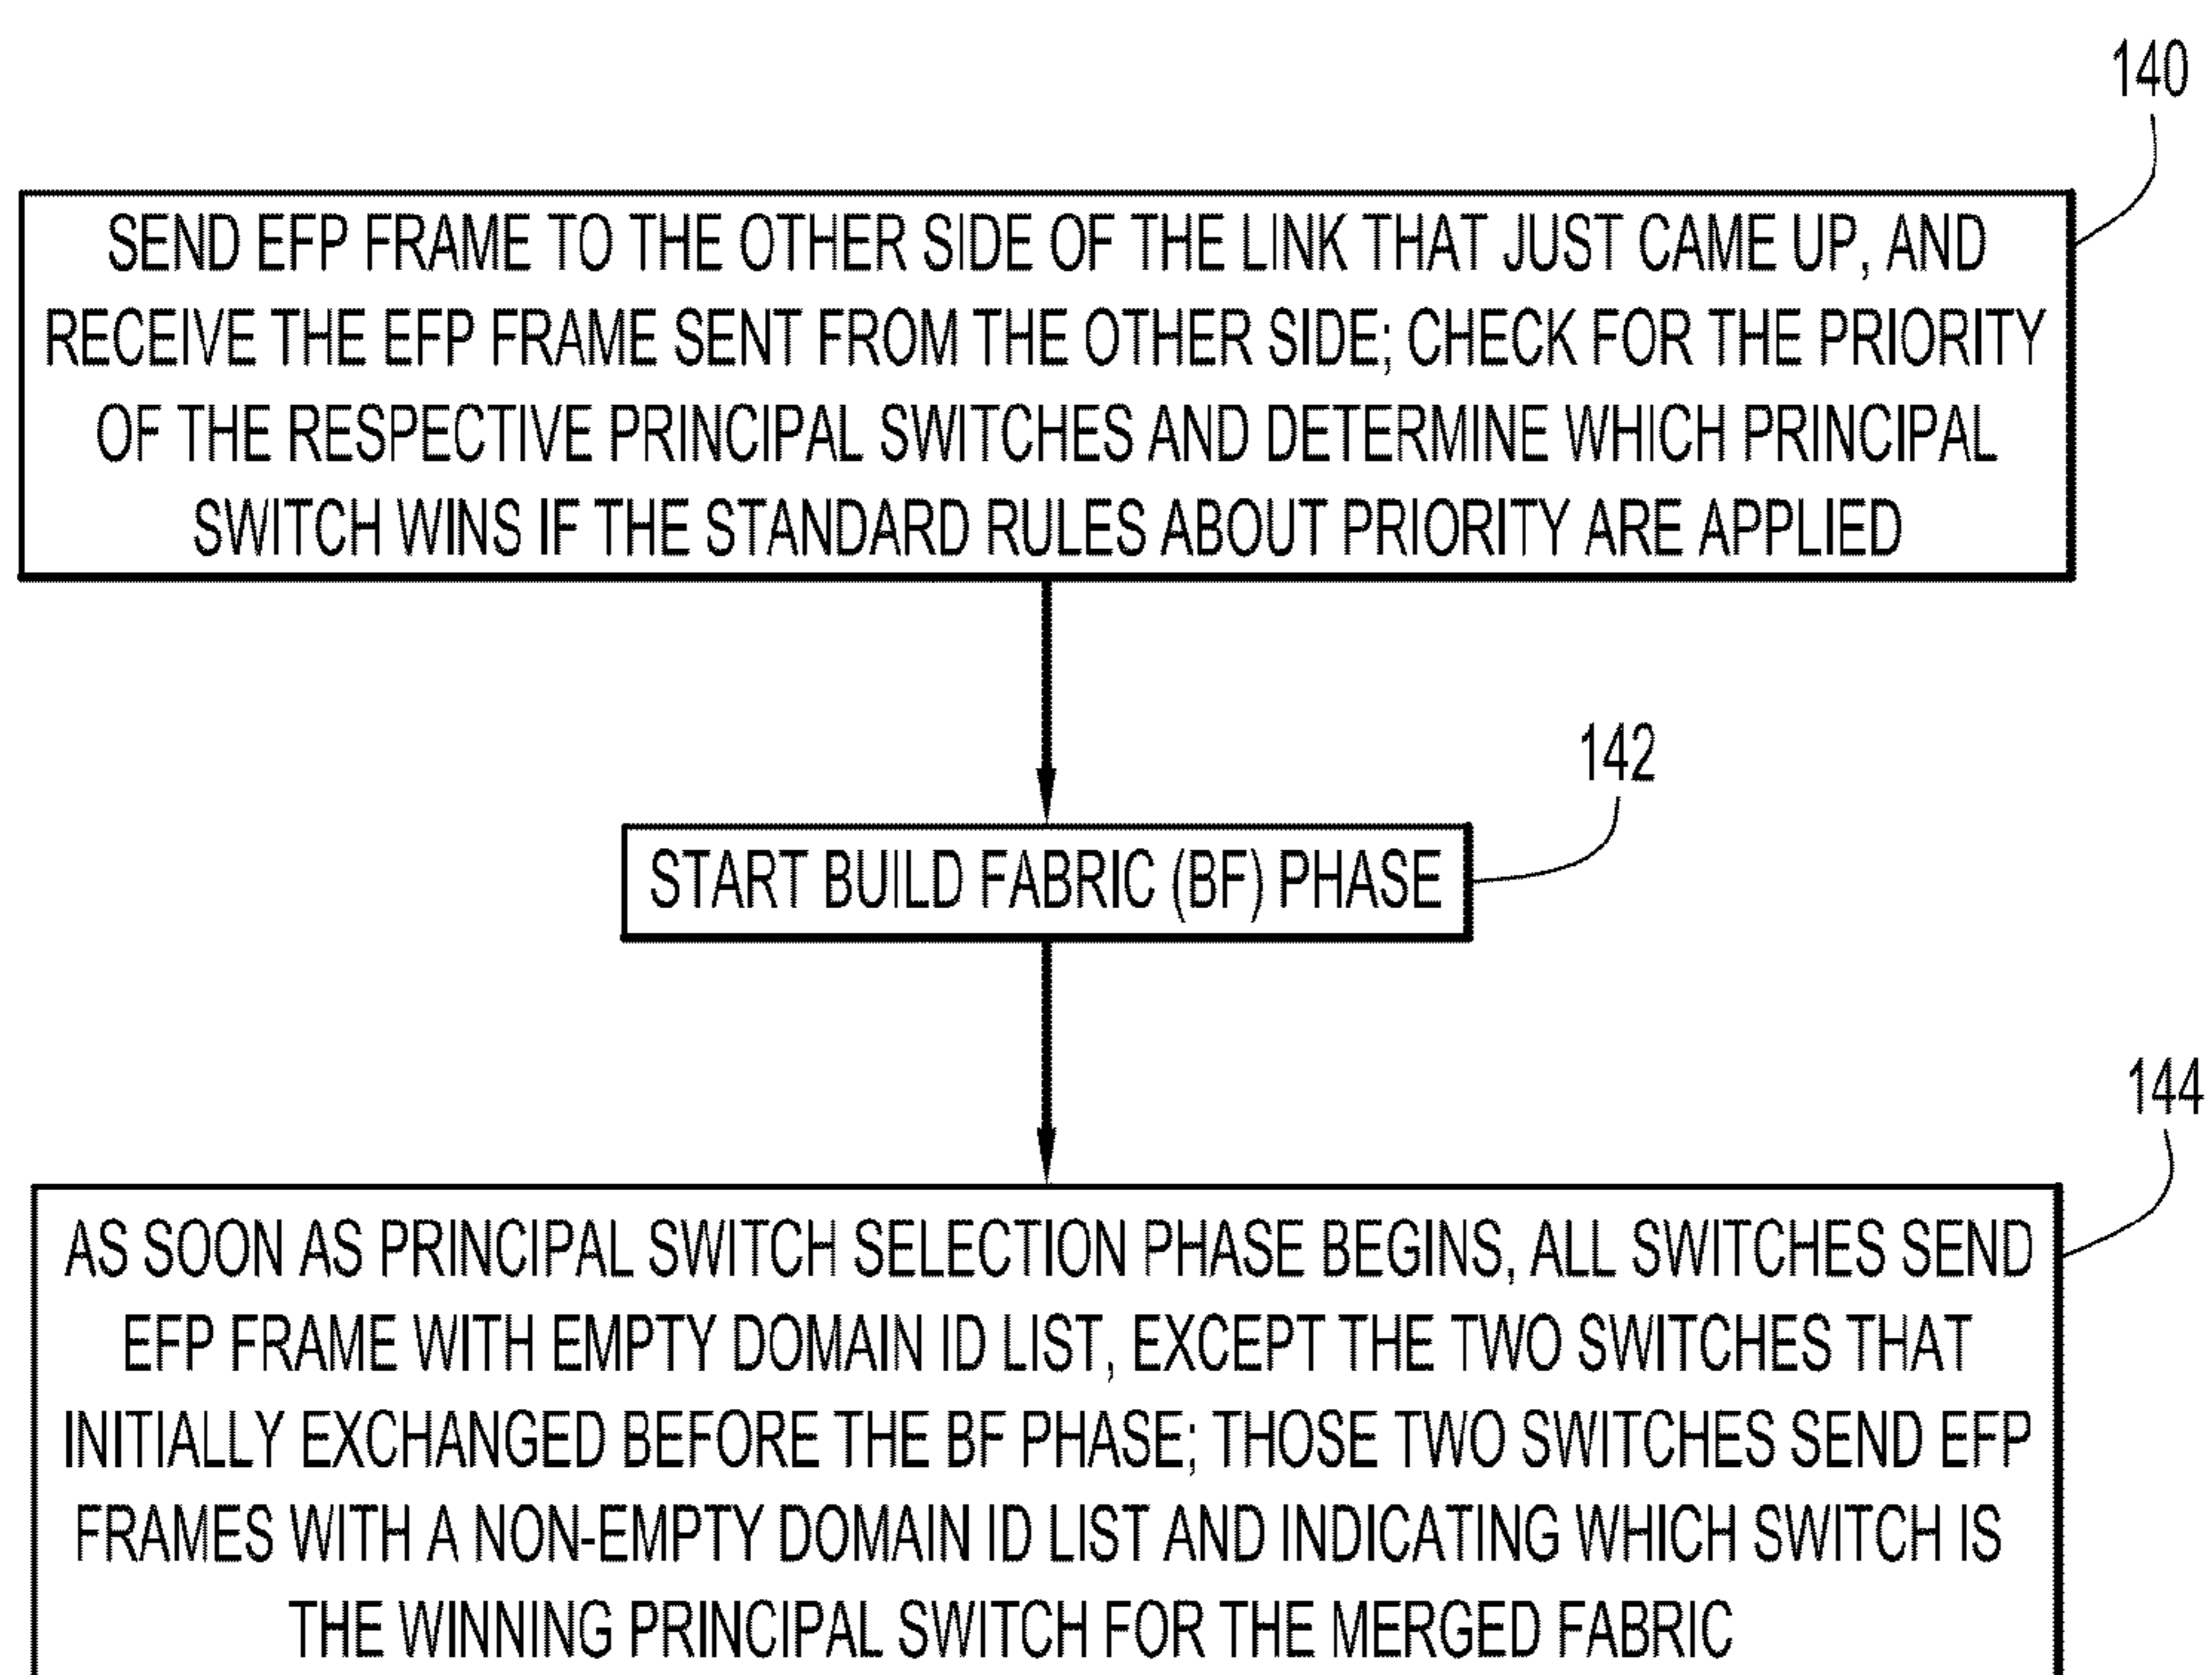 140
SEND EFP FRAME TO THE OTHER SIDE OF THE LINK THAT JUST CAME UP, AND
RECEIVE THE EFP FRAME SENT FROM THE OTHER SIDE; CHECK FOR THE PRIORITY
OF THE RESPECTIVE PRINCIPAL SWITCHES AND DETERMINE WHICH PRINCIPAL
SWITCH WINS IF THE STANDARD RULES ABOUT PRIORITY ARE APPLIED
142
START BUILD FABRIC (BF) PHASE
144
AS SOON AS PRINCIPAL SWITCH SELECTION PHASE BEGINS, ALL SWITCHES SEND
EFP FRAME WITH EMPTY DOMAIN ID LIST, EXCEPT THE TWO SWITCHES THAT
INITIALLY EXCHANGED BEFORE THE BF PHASE; THOSE TWO SWITCHES SEND EFP
FRAMES WITH A NON-EMPTY DOMAIN ID LIST AND INDICATING WHICH SWITCH IS
THE WINNING PRINCIPAL SWITCH FOR THE MERGED FABRIC